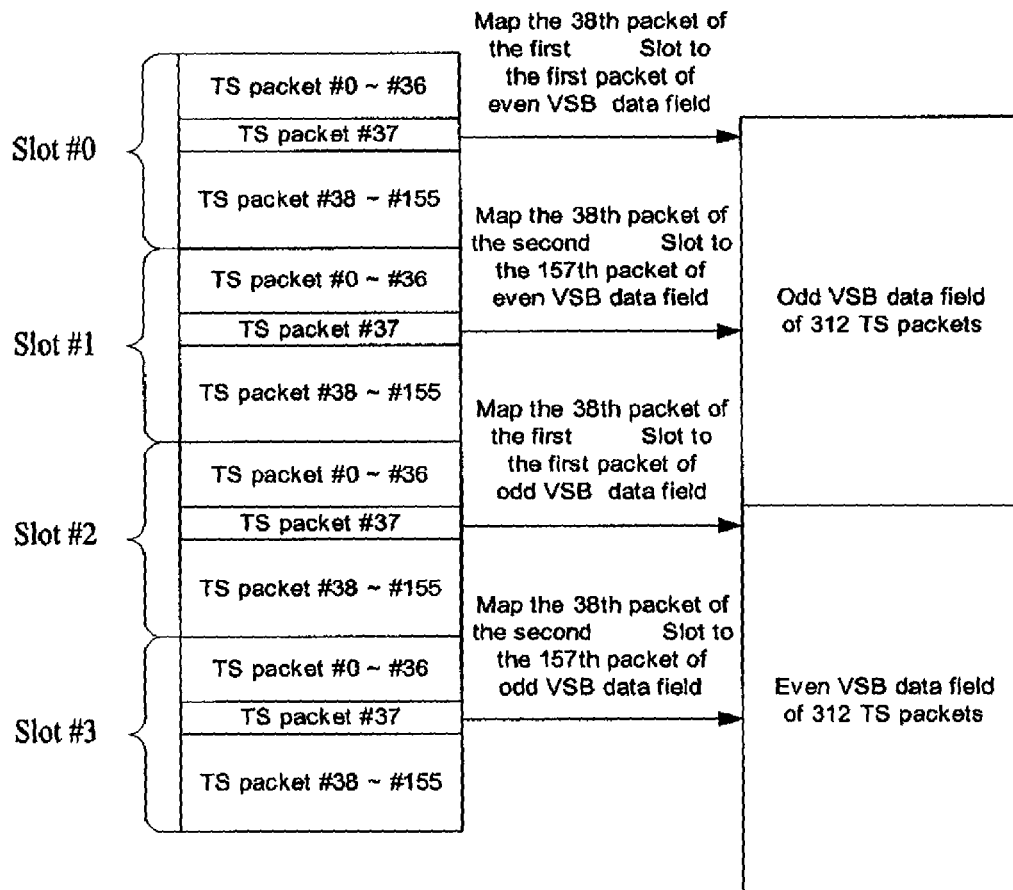 Slot #0
TS packet #0 ~ #36
TS packet #37
TS packet #38 ~ #155
Slot #1
TS packet #0 ~ #36
TS packet #37
TS packet #38 ~ #155
Slot #2
TS packet #0 ~ #36
TS packet #37
TS packet #38 ~ #155
Slot #3
TS packet #0 ~ #36
TS packet #37
TS packet #38 ~ #155
Map the 38th packet of
the first Slot to
the first packet of
even VSB data field
Map the 38th packet of
the second Slot to
the 157th packet of
even VSB data field
Map the 38th packet of
the first Slot to
the first packet of
odd VSB data field
Map the 38th packet of
the second Slot to
the 157th packet of
odd VSB data field
Odd VSB data field
of 312 TS packets
Even VSB data field
of 312 TS packets